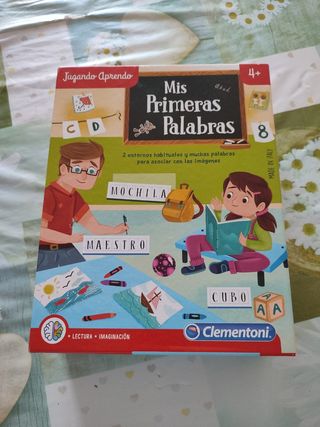 Jugando Aprendo
4+
Mis
Primeras
Palabras
C D
8
2 entornos habituales y muchas palabras
para asociar con las imágenes
MADE IN ITALY
MOCHILA
MAESTRO
CUBO
A
A
Clementoni
• LECTURA • IMAGINACIÓN